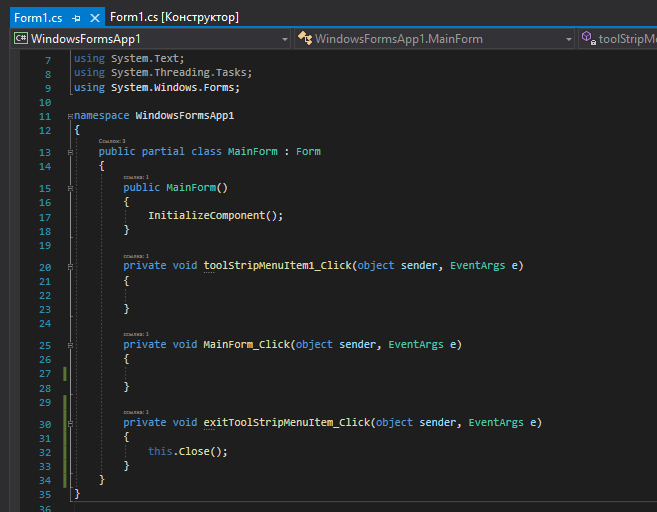 Form1.cs Form1.cs [Конструктор]
C# WindowsFormsApp1 WindowsFormsApp1.MainForm toolStripMe
7 using System.Text;
8 using System.Threading.Tasks;
9 using System.Windows.Forms;
10
11 namespace WindowsFormsApp1
12 {
Ссылок: 3
13 public partial class MainForm : Form
14 {
ссылка: 1
15 public MainForm()
16 {
17 InitializeComponent();
18 }
19
ссылка: 1
20 private void toolStripMenuItem1_Click(object sender, EventArgs e)
21 {
22
23 }
24
ссылка: 1
25 private void MainForm_Click(object sender, EventArgs e)
26 {
27
28 }
29
ссылка: 1
30 private void exitToolStripMenuItem_Click(object sender, EventArgs e)
31 {
32 this.Close();
33 }
34 }
35 }
36